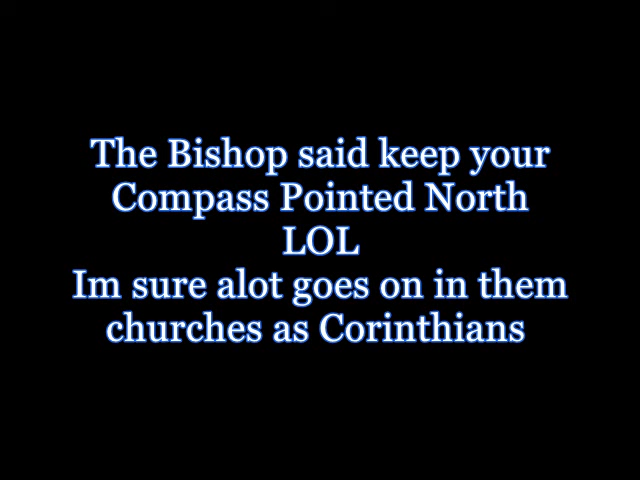 The Bishop said keep your
Compass Pointed North
LOL
Im sure alot goes on in them
churches as Corinthians